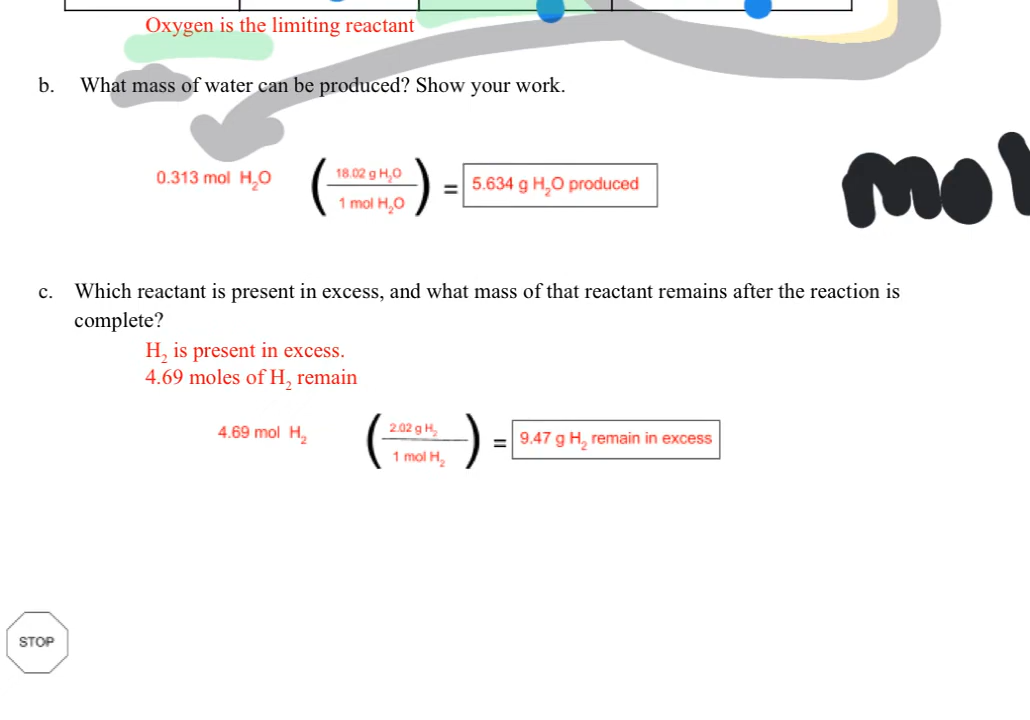 Oxygen is the limiting reactant
b. What mass of water can be produced? Show your work.
0.313 mol H₂O ( 18.02 g H₂O / 1 mol H₂O ) = 5.634 g H₂O produced
c. Which reactant is present in excess, and what mass of that reactant remains after the reaction is
complete?
H₂ is present in excess.
4.69 moles of H₂ remain
4.69 mol H₂ ( 2.02 g H₂ / 1 mol H₂ ) = 9.47 g H₂ remain in excess
STOP